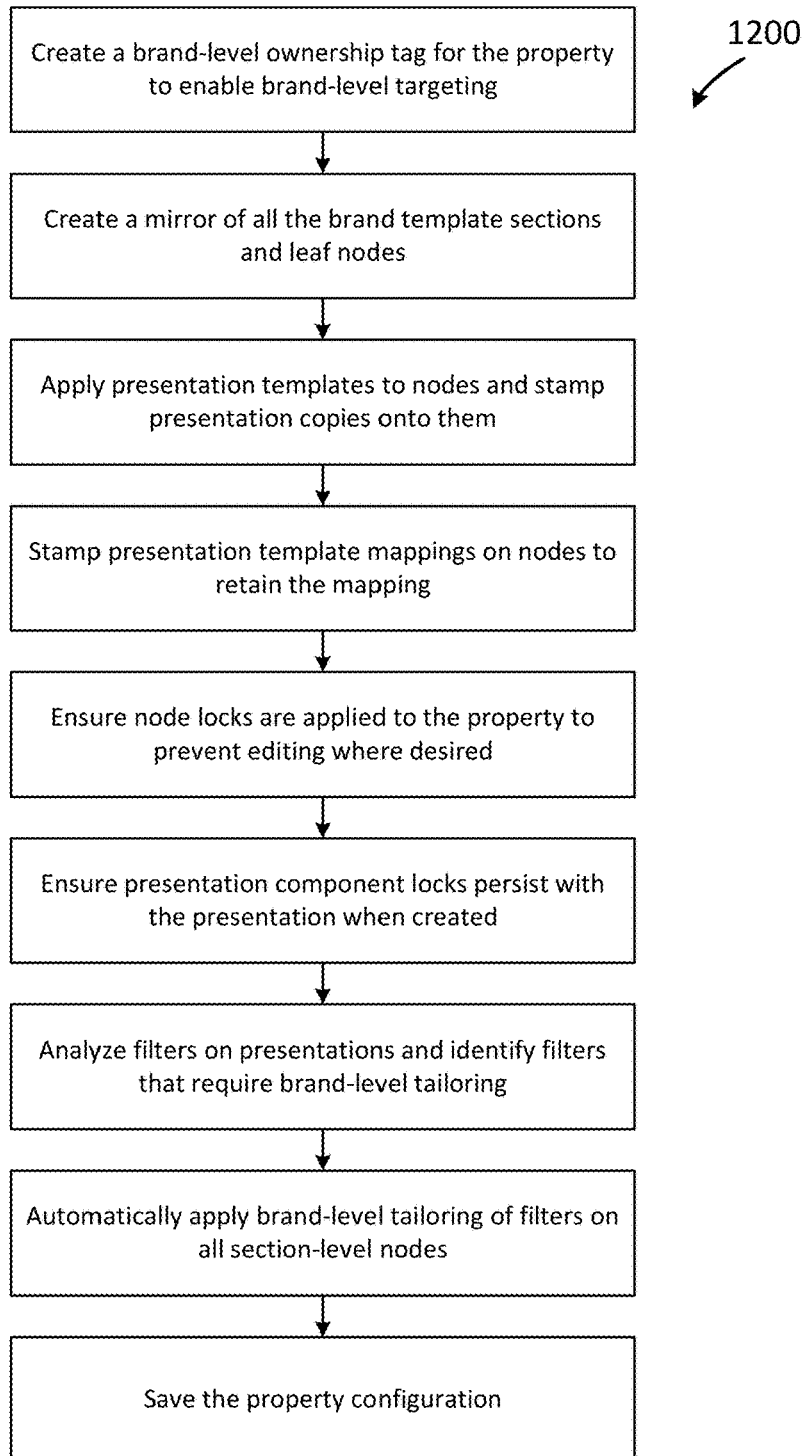 1200
Create a brand-level ownership tag for the property
to enable brand-level targeting
Create a mirror of all the brand template sections
and leaf nodes
Apply presentation templates to nodes and stamp
presentation copies onto them
Stamp presentation template mappings on nodes to
retain the mapping
Ensure node locks are applied to the property to
prevent editing where desired
Ensure presentation component locks persist with
the presentation when created
Analyze filters on presentations and identify filters
that require brand-level tailoring
Automatically apply brand-level tailoring of filters on
all section-level nodes
Save the property configuration